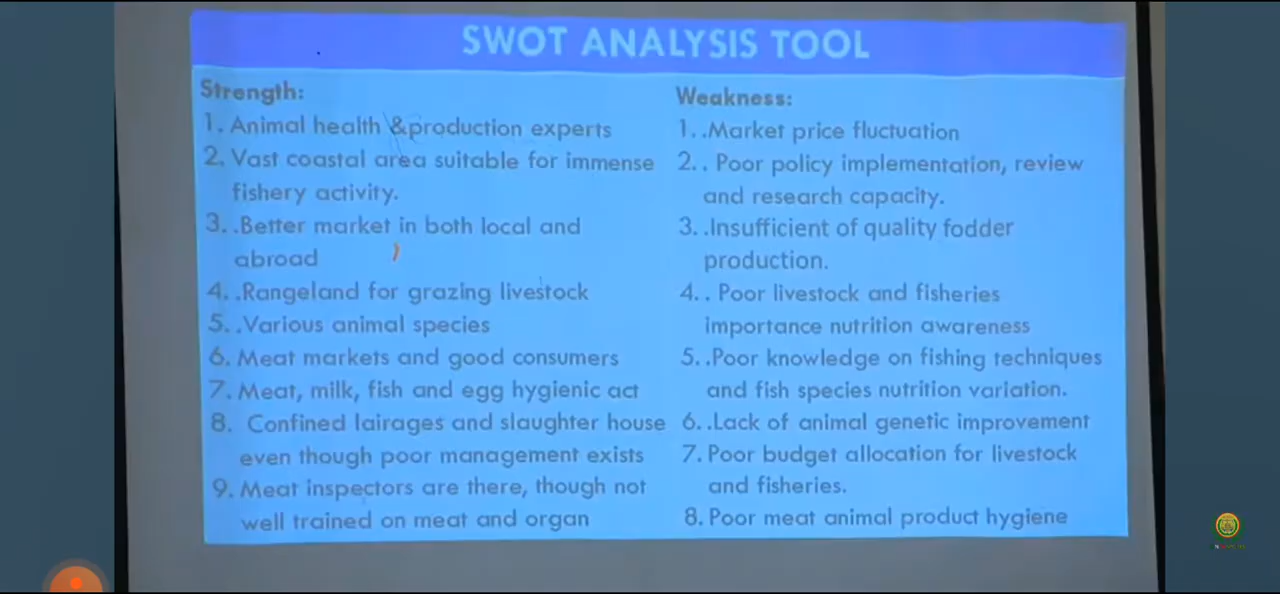 SWOT ANALYSIS TOOL
Strength:
1. Animal health &production experts
2. Vast coastal area suitable for immense
fishery activity.
3. .Better market in both local and
abroad
4. .Rangeland for grazing livestock
5. .Various animal species
6. Meat markets and good consumers
7. Meat, milk, fish and egg hygienic act
8. Confined lairages and slaughter house
even though poor management exists
9. Meat inspectors are there, though not
well trained on meat and organ
Weakness:
1. .Market price fluctuation
2. . Poor policy implementation, review
and research capacity.
3. .Insufficient of quality fodder
production.
4. . Poor livestock and fisheries
importance nutrition awareness
5. .Poor knowledge on fishing techniques
and fish species nutrition variation.
6. .Lack of animal genetic improvement
7. Poor budget allocation for livestock
and fisheries.
8. Poor meat animal product hygiene